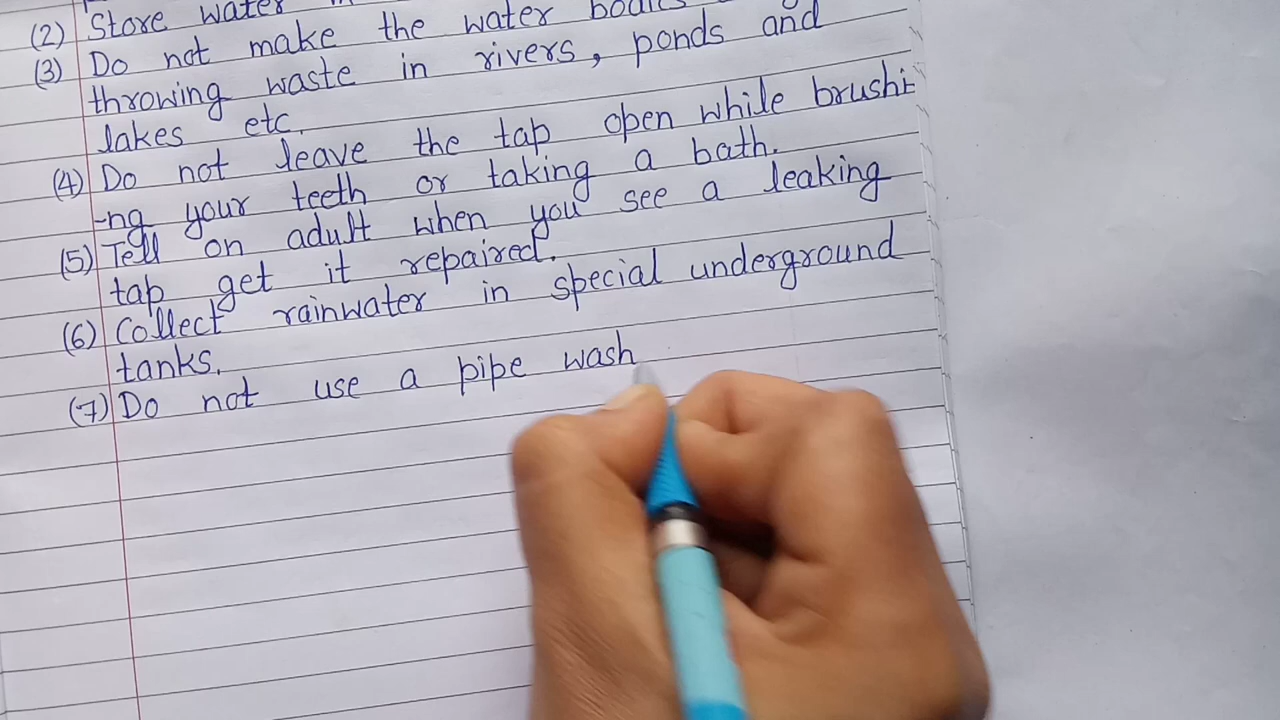 (2) Store water
(3) Do not make the water bodies
throwing waste in rivers, ponds and
lakes etc.
(4) Do not leave the tap open while brushi
-ng your teeth or taking a bath.
(5) Tell on adult when you see a leaking
tap get it repaired.
(6) Collect rainwater in special underground
tanks.
(7) Do not use a pipe wash